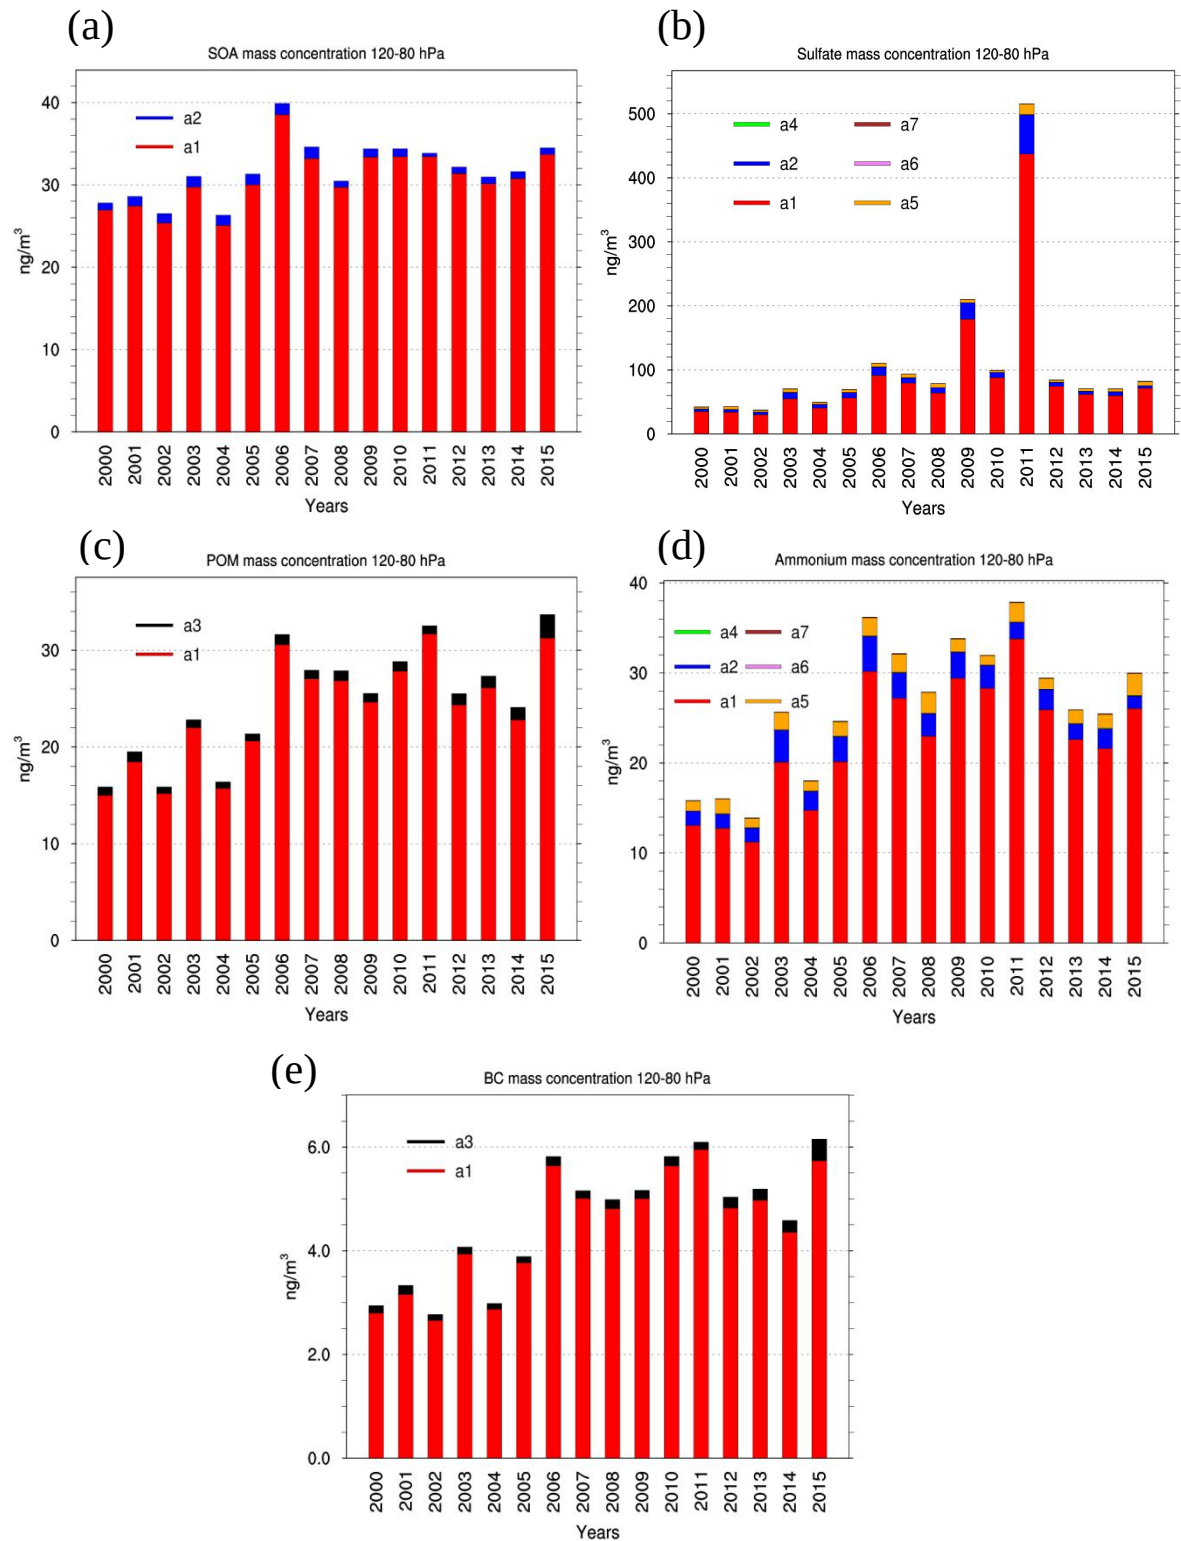 (a)
SOA mass concentration 120-80 hPa
40
30
20
10
0
ng/m³
a2
a1
2000 2001 2002 2003 2004 2005 2006 2007 2008 2009 2010 2011 2012 2013 2014 2015
Years
(b)
Sulfate mass concentration 120-80 hPa
500
400
300
200
100
0
ng/m³
a4 a7
a2 a6
a1 a5
2000 2001 2002 2003 2004 2005 2006 2007 2008 2009 2010 2011 2012 2013 2014 2015
Years
(c)
POM mass concentration 120-80 hPa
30
20
10
0
ng/m³
a3
a1
2000 2001 2002 2003 2004 2005 2006 2007 2008 2009 2010 2011 2012 2013 2014 2015
Years
(d)
Ammonium mass concentration 120-80 hPa
40
30
20
10
0
ng/m³
a4 a7
a2 a6
a1 a5
2000 2001 2002 2003 2004 2005 2006 2007 2008 2009 2010 2011 2012 2013 2014 2015
Years
(e)
BC mass concentration 120-80 hPa
6.0
4.0
2.0
0.0
ng/m³
a3
a1
2000 2001 2002 2003 2004 2005 2006 2007 2008 2009 2010 2011 2012 2013 2014 2015
Years